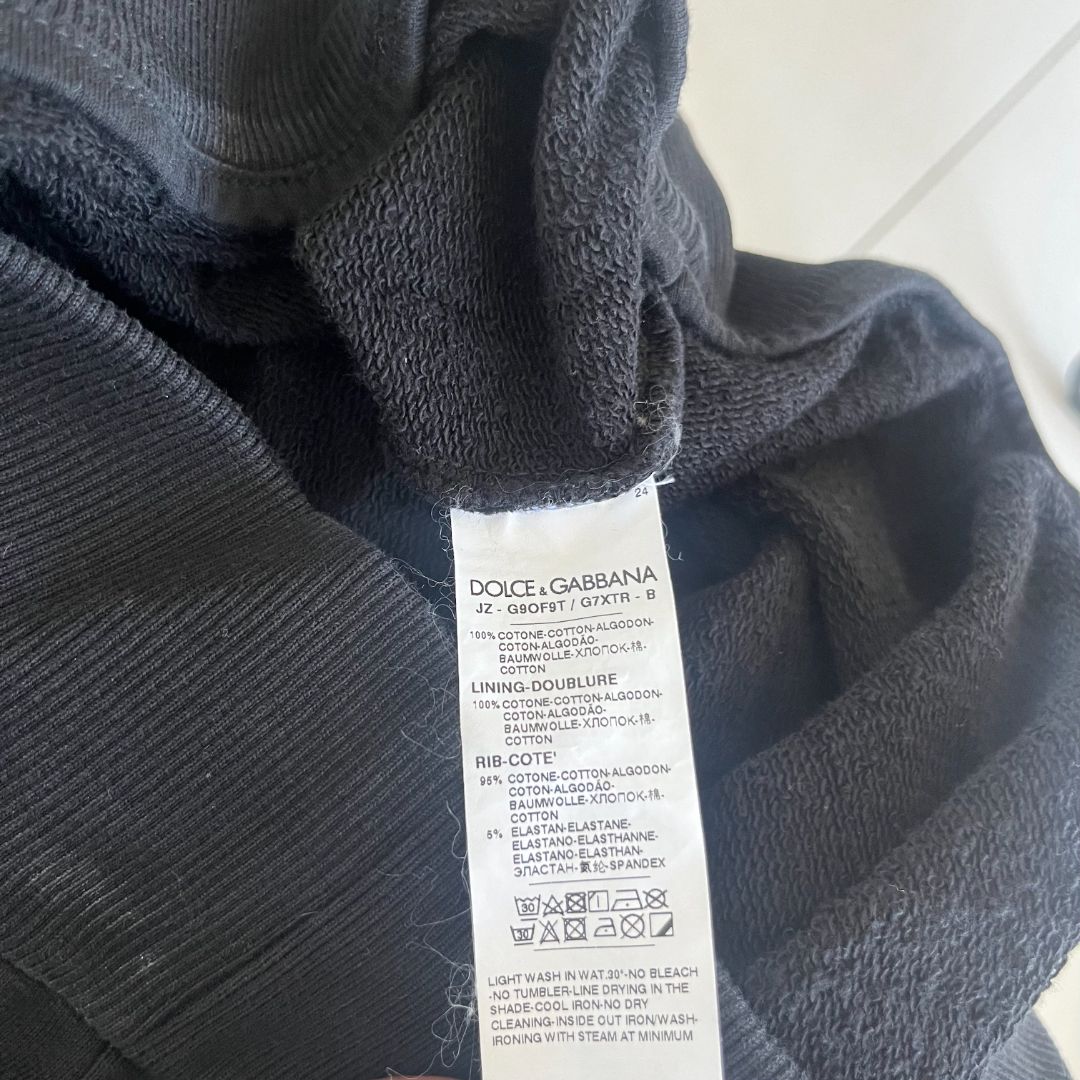 24
DOLCE & GABBANA
JZ - G9OF9T / G7XTR - B
100% COTONE-COTTON-ALGODON-
COTON-ALGODÃO-
BAUMWOLLE-ХЛОПОК-棉-
COTTON
LINING-DOUBLURE
100% COTONE-COTTON-ALGODON-
COTON-ALGODÃO-
BAUMWOLLE-ХЛОПОК-棉-
COTTON
RIB-COTE'
95% COTONE-COTTON-ALGODON-
COTON-ALGODÃO-
BAUMWOLLE-ХЛОПОК-棉-
COTTON
5% ELASTAN-ELASTANE-
ELASTANO-ELASTHANNE-
ELASTANO-ELASTHAN-
ЭЛАСТАН-氨纶-SPANDEX
30
30
LIGHT WASH IN WAT.30°-NO BLEACH
-NO TUMBLER-LINE DRYING IN THE
SHADE-COOL IRON-NO DRY
CLEANING-INSIDE OUT IRON/WASH-
IRONING WITH STEAM AT MINIMUM